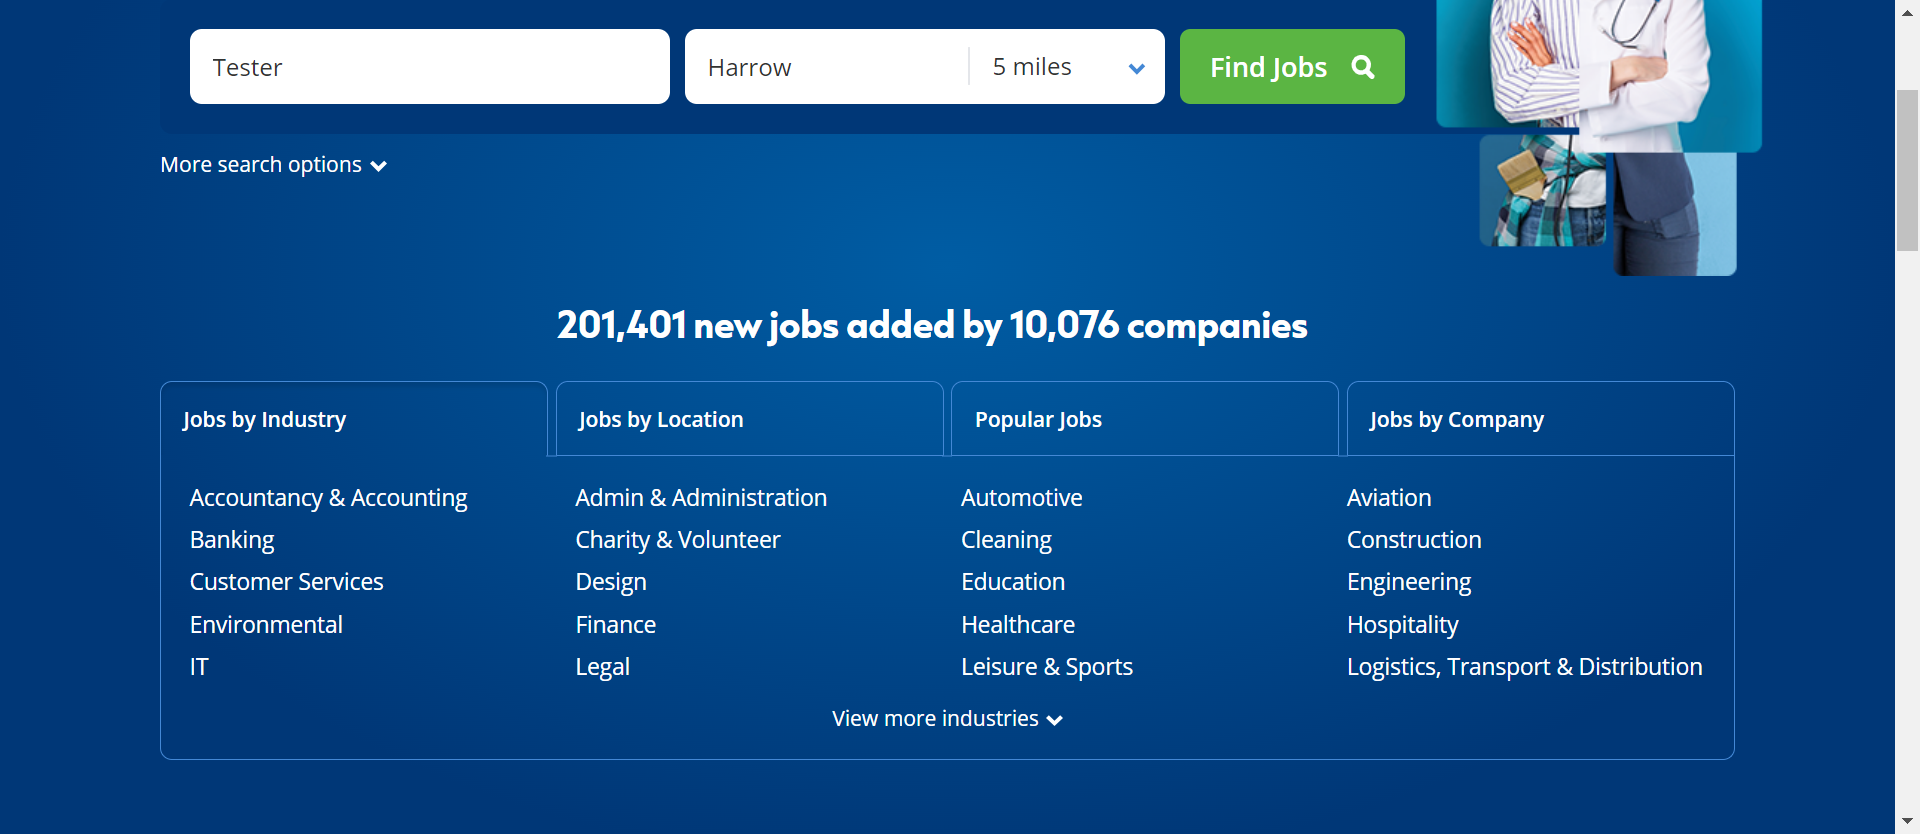 Tester
Harrow
5 miles
Find Jobs
More search options
201,401 new jobs added by 10,076 companies
Jobs by Industry
Jobs by Location
Popular Jobs
Jobs by Company
Accountancy & Accounting
Admin & Administration
Automotive
Aviation
Banking
Charity & Volunteer
Cleaning
Construction
Customer Services
Design
Education
Engineering
Environmental
Finance
Healthcare
Hospitality
IT
Legal
Leisure & Sports
Logistics, Transport & Distribution
View more industries